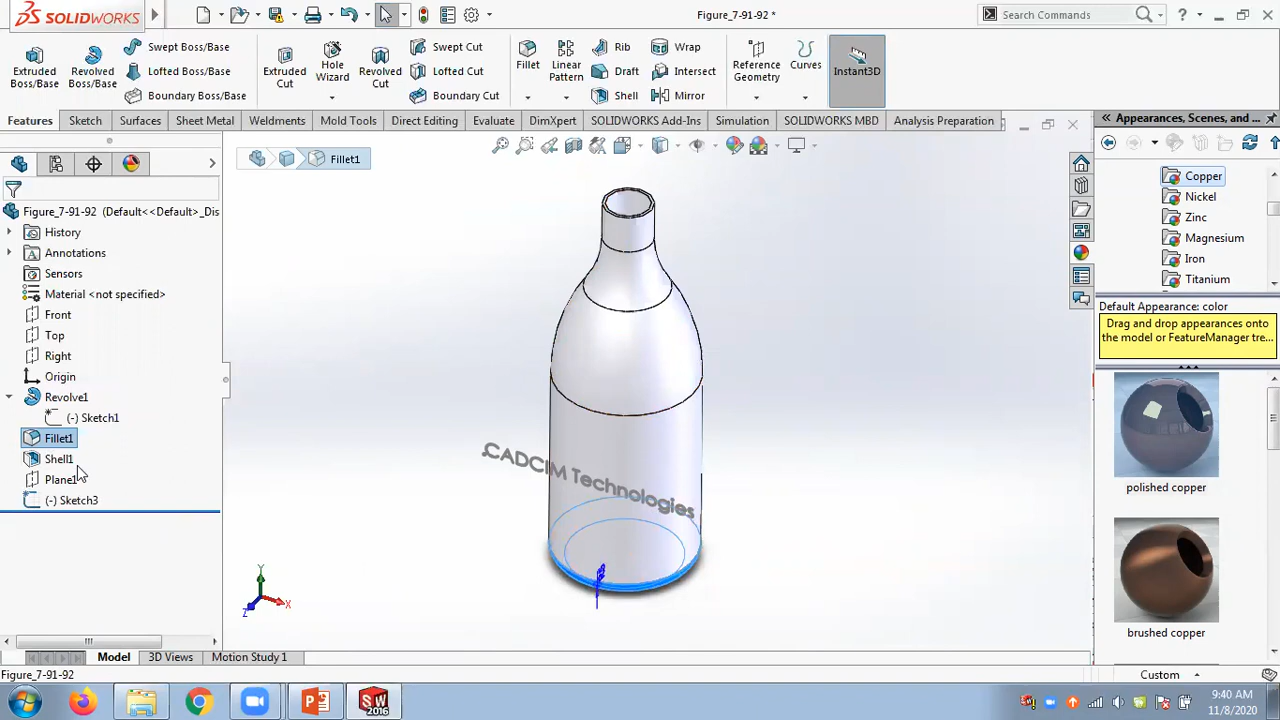 SOLIDWORKS
Figure_7-91-92 *
Search Commands
Extruded Boss/Base
Revolved Boss/Base
Swept Boss/Base
Lofted Boss/Base
Boundary Boss/Base
Extruded Cut
Hole Wizard
Revolved Cut
Swept Cut
Lofted Cut
Boundary Cut
Fillet
Linear Pattern
Rib
Draft
Shell
Wrap
Intersect
Mirror
Reference Geometry
Curves
Instant3D
Features
Sketch
Surfaces
Sheet Metal
Mold Tools
Weldments
Direct Editing
Evaluate
DimXpert
SOLIDWORKS Add-Ins
Simulation
SOLIDWORKS MBD
Analysis Preparation
Fillet1
Figure_7-91-92 (Default<<Default>_Dis
History
Annotations
Sensors
Material <not specified>
Front
Top
Right
Origin
Revolve1
(-) Sketch1
Fillet1
Shell1
Plane1
(-) Sketch3
CADCIM Technologies
Y
X
Z
Appearances, Scenes, and ...
Copper
Nickel
Zinc
Magnesium
Iron
Titanium
Default Appearance: color
Drag and drop appearances onto
the model or FeatureManager tre...
polished copper
brushed copper
Model
3D Views
Motion Study 1
Figure_7-91-92
Custom
SW
2016
9:40 AM
11/8/2020